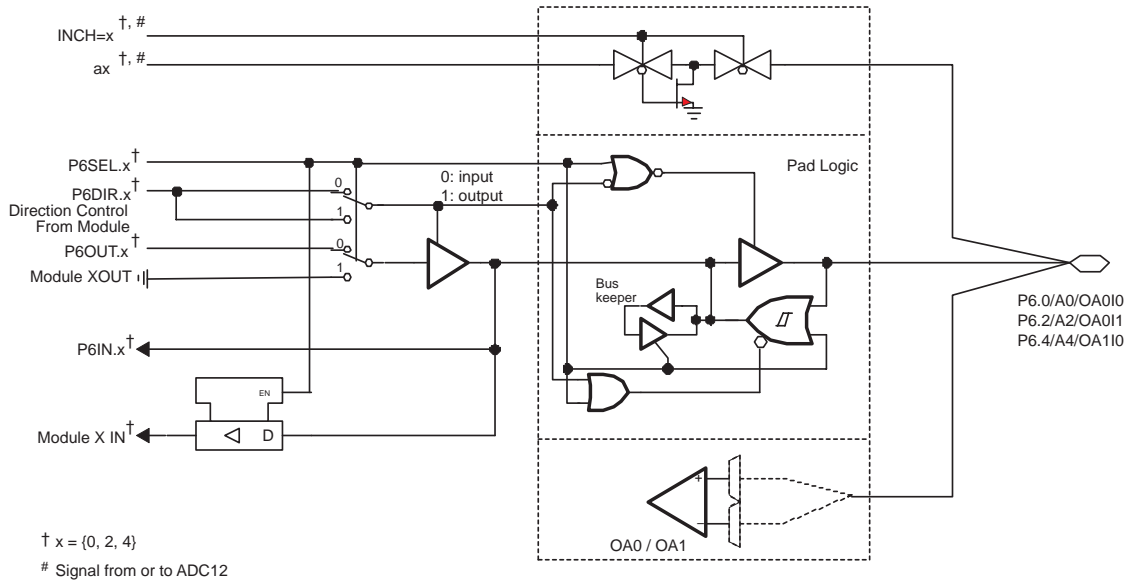 INCH=x †, #
ax †, #
P6SEL.x†
P6DIR.x†
Direction Control
From Module
P6OUT.x†
Module XOUT
P6IN.x†
Module X IN†
0
1
0
1
0: input
1: output
EN
D
Pad Logic
Bus
keeper
+
−
OA0 / OA1
P6.0/A0/OA0I0
P6.2/A2/OA0I1
P6.4/A4/OA1I0
† x = {0, 2, 4}
# Signal from or to ADC12